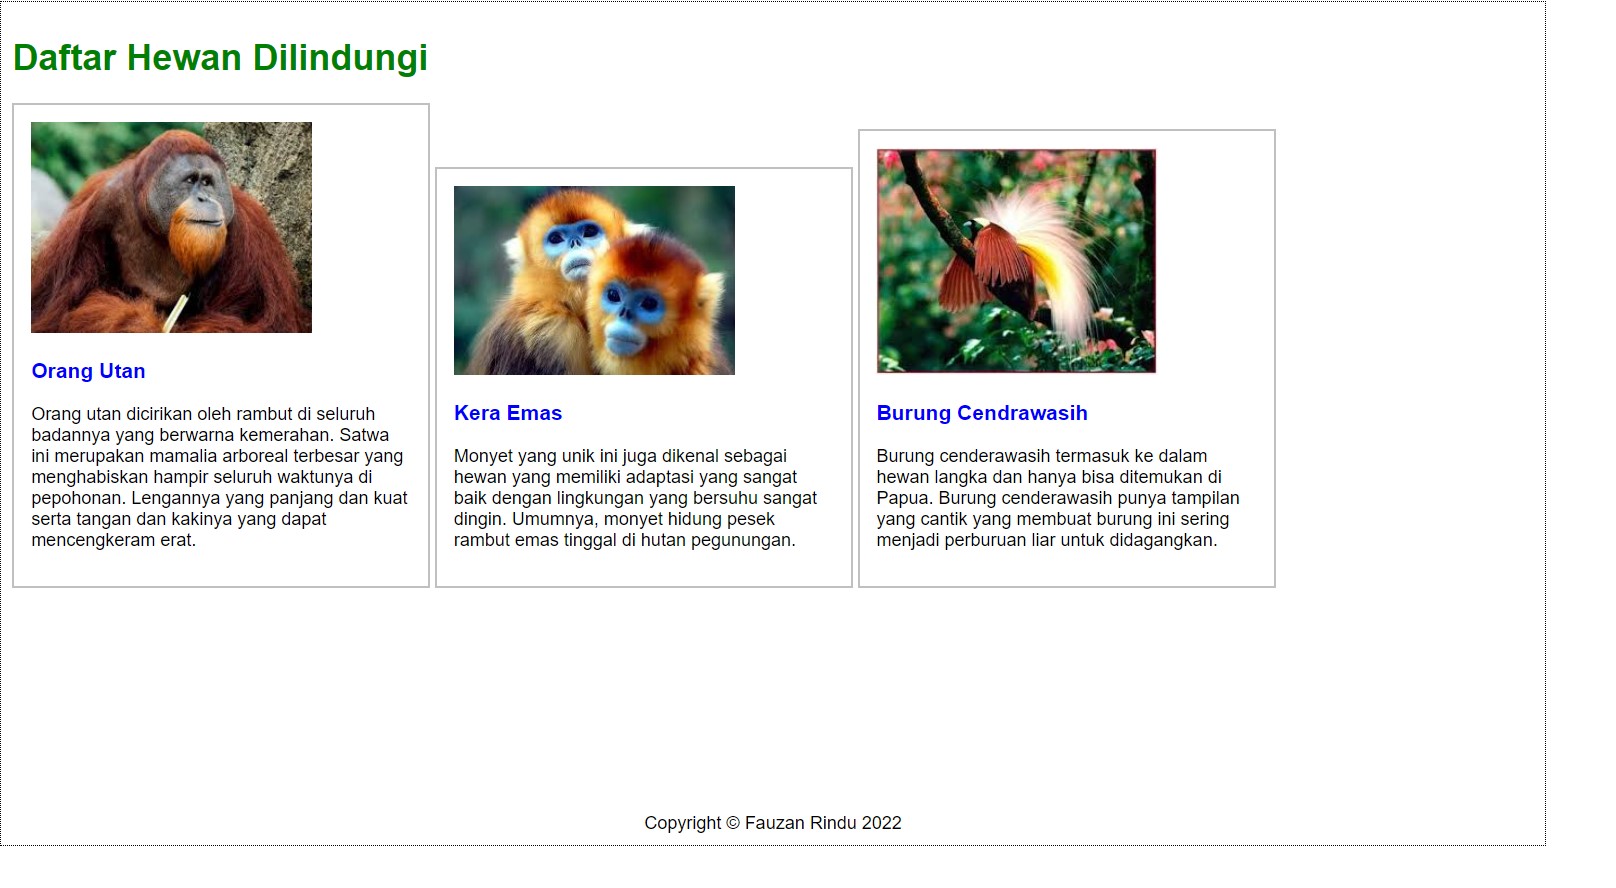 Daftar Hewan Dilindungi
Orang Utan
Orang utan dicirikan oleh rambut di seluruh
badannya yang berwarna kemerahan. Satwa
ini merupakan mamalia arboreal terbesar yang
menghabiskan hampir seluruh waktunya di
pepohonan. Lengannya yang panjang dan kuat
serta tangan dan kakinya yang dapat
mencengkeram erat.
Kera Emas
Monyet yang unik ini juga dikenal sebagai
hewan yang memiliki adaptasi yang sangat
baik dengan lingkungan yang bersuhu sangat
dingin. Umumnya, monyet hidung pesek
rambut emas tinggal di hutan pegunungan.
Burung Cendrawasih
Burung cenderawasih termasuk ke dalam
hewan langka dan hanya bisa ditemukan di
Papua. Burung cenderawasih punya tampilan
yang cantik yang membuat burung ini sering
menjadi perburuan liar untuk didagangkan.
Copyright © Fauzan Rindu 2022